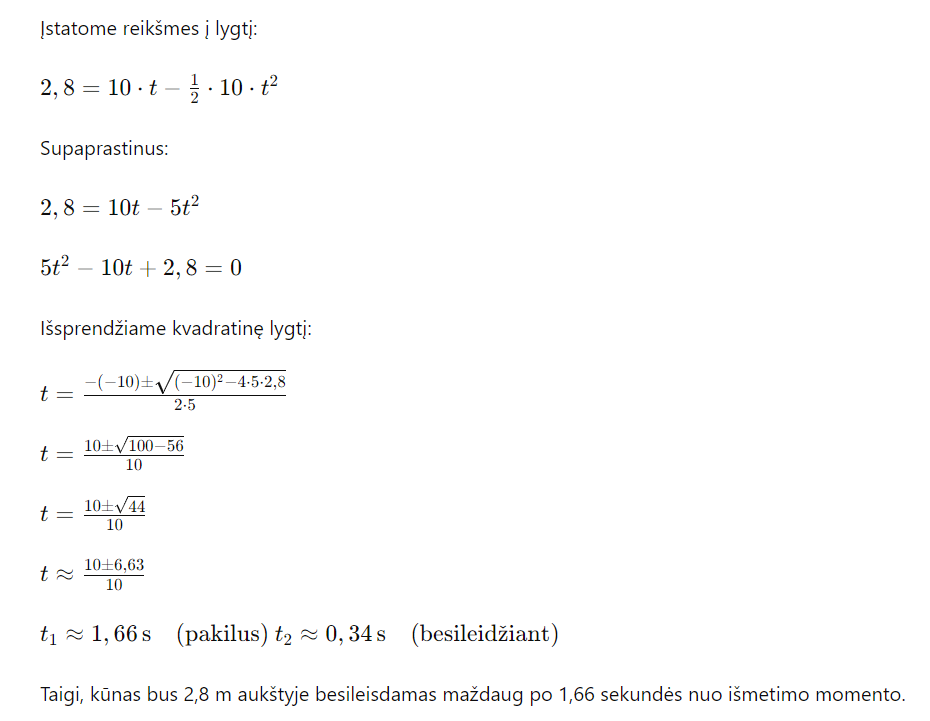 Įstatome reikšmes į lygtį:
2,8 = 10 · t − 1/2 · 10 · t²
Supaprastinus:
2,8 = 10t − 5t²
5t² − 10t + 2,8 = 0
Išsprendžiame kvadratinę lygtį:
t = (−(−10)±√((−10)²−4·5·2,8))/(2·5)
t = (10±√(100−56))/10
t = (10±√44)/10
t ≈ (10±6,63)/10
t₁ ≈ 1,66 s (pakilus) t₂ ≈ 0,34 s (besileidžiant)
Taigi, kūnas bus 2,8 m aukštyje besileisdamas maždaug po 1,66 sekundės nuo išmetimo momento.